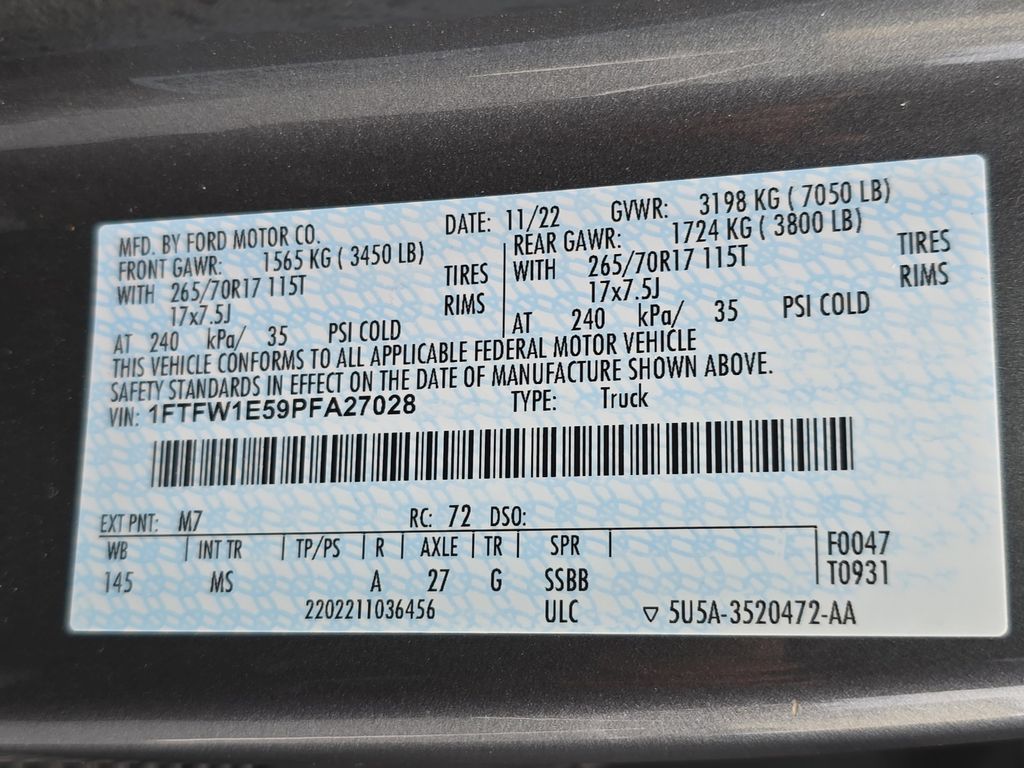 MFD. BY FORD MOTOR CO. DATE: 11/22 GVWR: 3198 KG ( 7050 LB)
FRONT GAWR: 1565 KG ( 3450 LB) REAR GAWR: 1724 KG ( 3800 LB)
WITH 265/70R17 115T TIRES WITH 265/70R17 115T TIRES
17x7.5J RIMS 17x7.5J RIMS
AT 240 kPa/ 35 PSI COLD AT 240 kPa/ 35 PSI COLD
THIS VEHICLE CONFORMS TO ALL APPLICABLE FEDERAL MOTOR VEHICLE
SAFETY STANDARDS IN EFFECT ON THE DATE OF MANUFACTURE SHOWN ABOVE.
VIN: 1FTFW1E59PFA27028 TYPE: Truck
EXT PNT: M7 RC: 72 DSO:
WB INT TR TP/PS R AXLE TR SPR F0047
145 MS A 27 G SSBB T0931
2202211036456 ULC ▽ 5U5A-3520472-AA